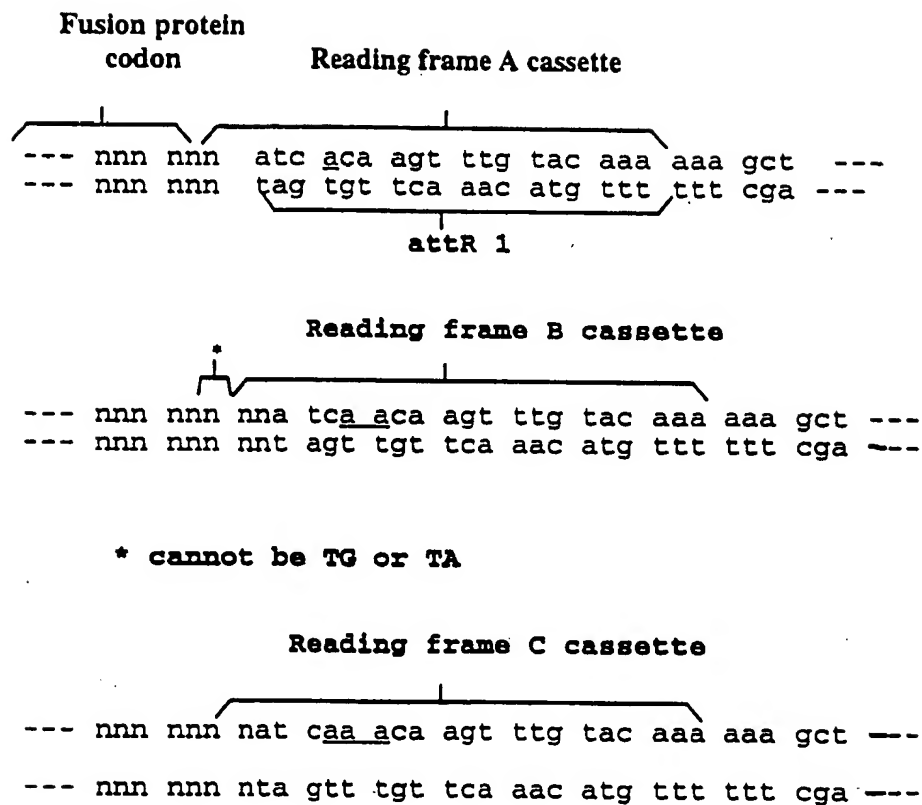 Fusion protein
codon
Reading frame A cassette
--- nnn nnn atc aca agt ttg tac aaa aaa gct ---
--- nnn nnn tag tgt tca aac atg ttt ttt cga ---
attR 1
Reading frame B cassette
*
--- nnn nnn nna tca aca agt ttg tac aaa aaa gct ---
--- nnn nnn nnt agt tgt tca aac atg ttt ttt cga ---
* cannot be TG or TA
Reading frame C cassette
--- nnn nnn nat caa aca agt ttg tac aaa aaa gct ---
--- nnn nnn nta gtt tgt tca aac atg ttt ttt cga ---